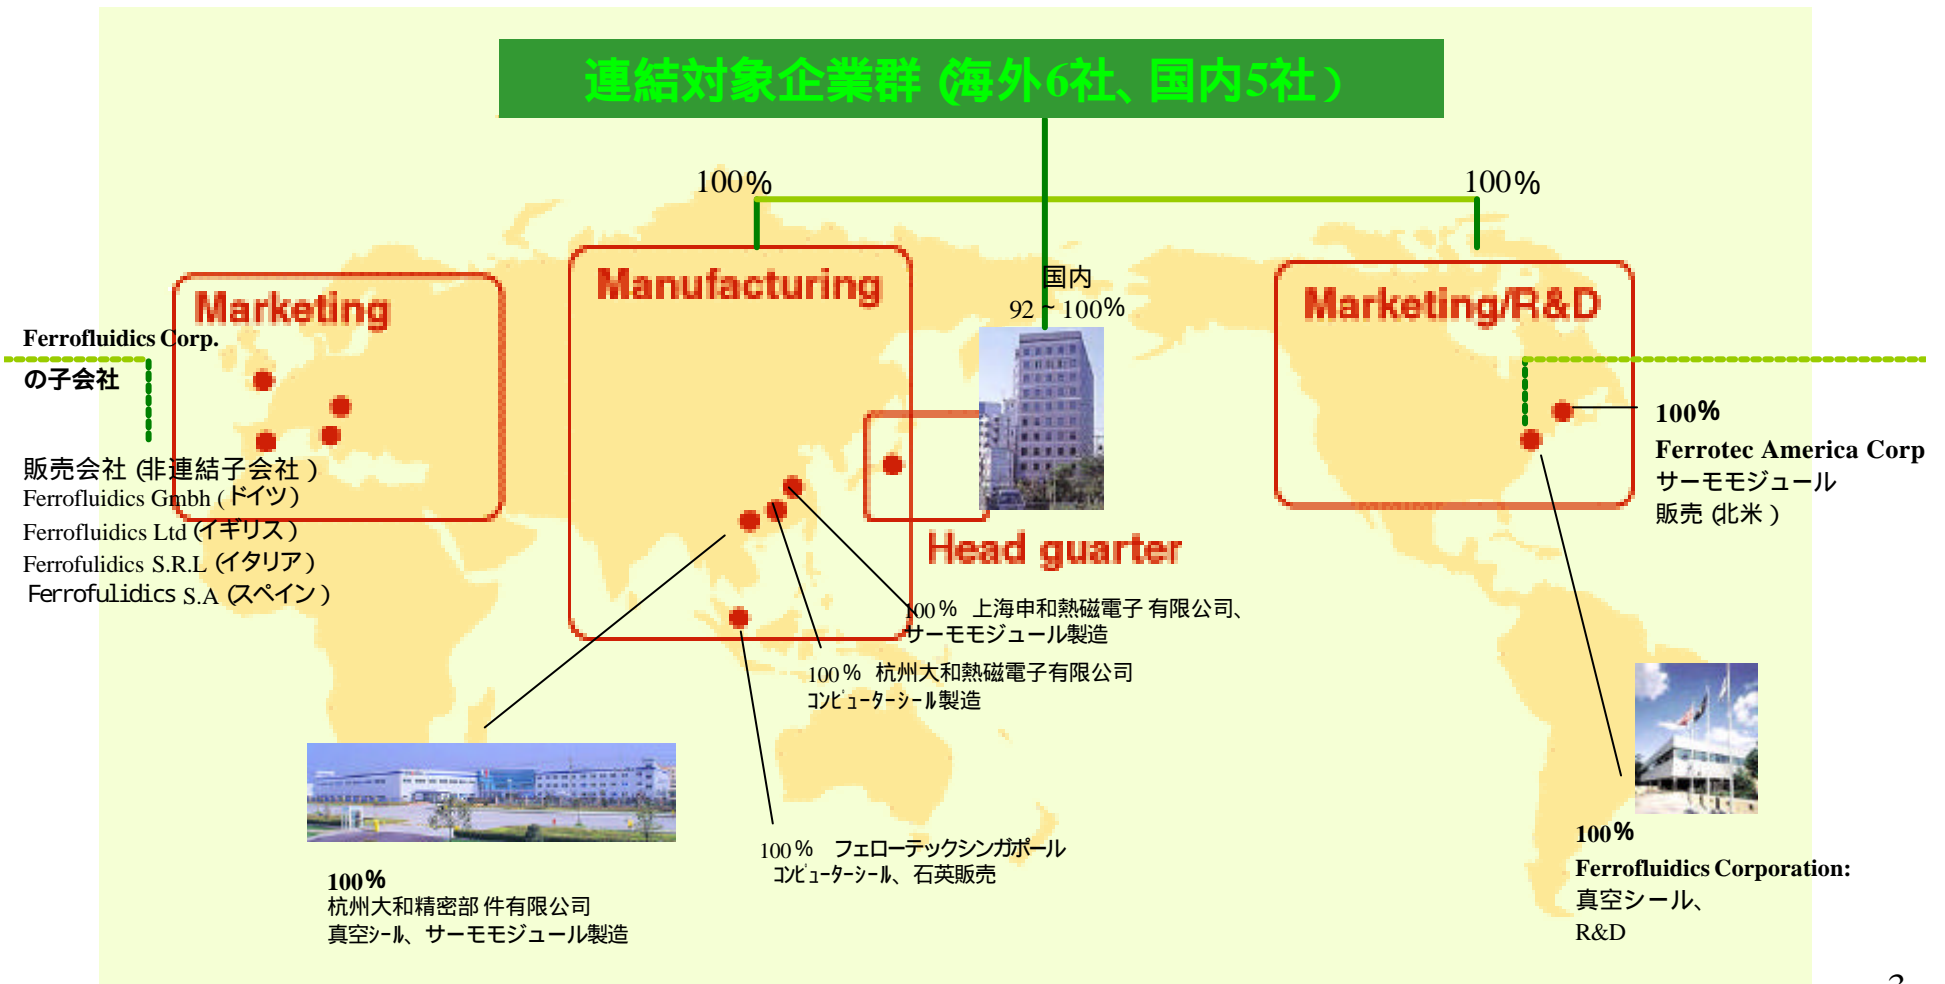 連結対象企業群 (海外6社、国内5社)
100%
100%
Marketing
Manufacturing
国内
92~100%
Marketing/R&D
Ferrofluidics Corp.
の子会社
販売会社 (非連結子会社)
Ferrofluidics Gmbh (ドイツ)
Ferrofluidics Ltd (イギリス)
Ferrofulidics S.R.L (イタリア)
Ferrofulidics S.A (スペイン)
100%
Ferrotec America Corp
サーモモジュール
販売 (北米)
Head guarter
100% 上海申和熱磁電子有限公司、
サーモモジュール製造
100% 杭州大和熱磁電子有限公司
コンピューターシール製造
100% フェローテックシンガポール
コンピューターシール、石英販売
100%
杭州大和精密部件有限公司
真空シール、サーモモジュール製造
100%
Ferrofluidics Corporation:
真空シール、
R&D